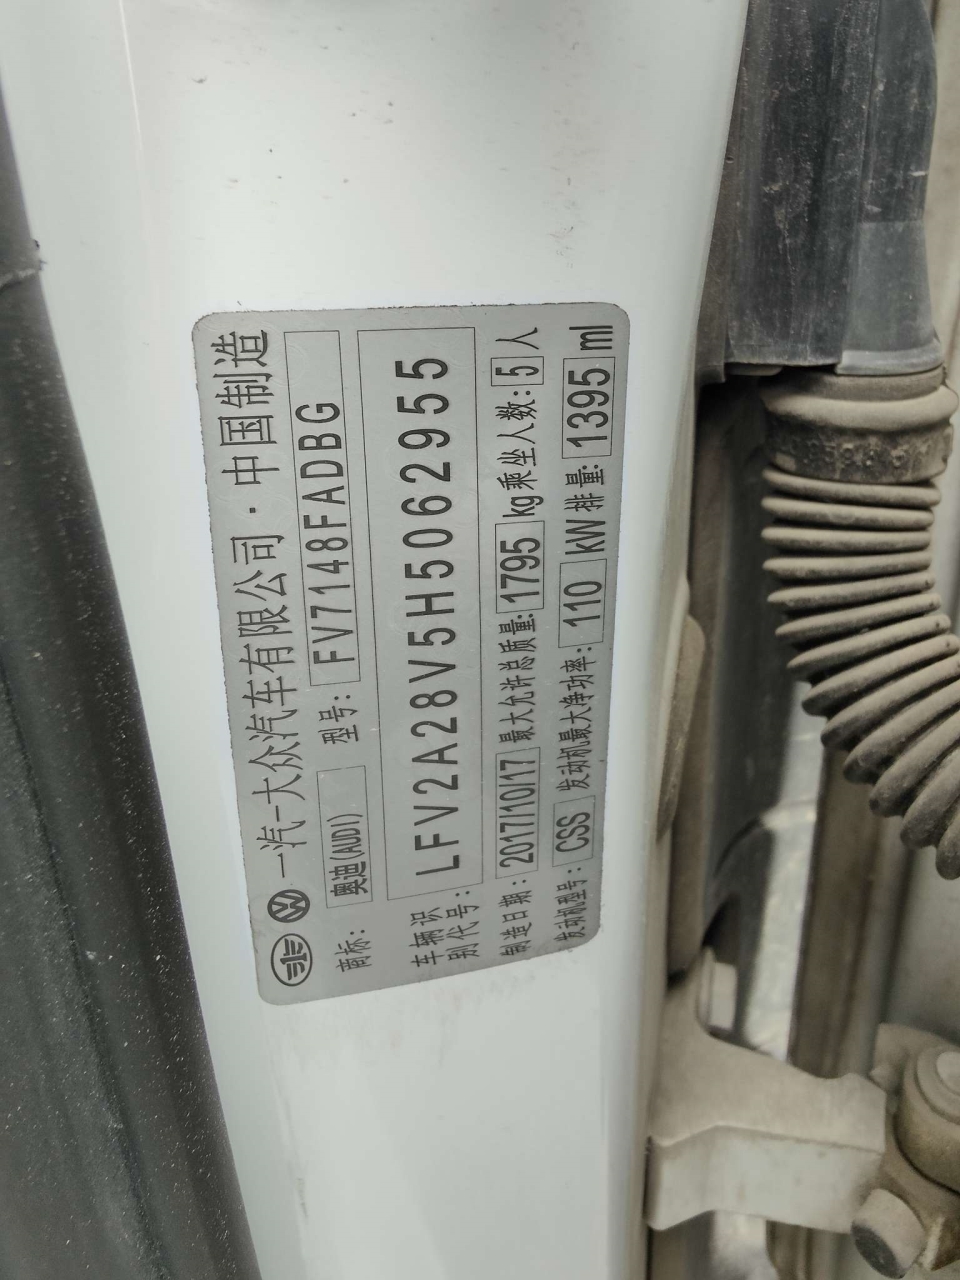 一汽-大众汽车有限公司·中国制造
商标: 奥迪(AUDI) 型号: FV7148FADBG
车辆识别代号: LFV2A28V5H5062955
制造日期: 2017/10/17 最大允许总质量: 1795 kg 乘坐人数: 5 人
发动机型号: CSS 发动机最大净功率: 110 kW 排量: 1395 ml